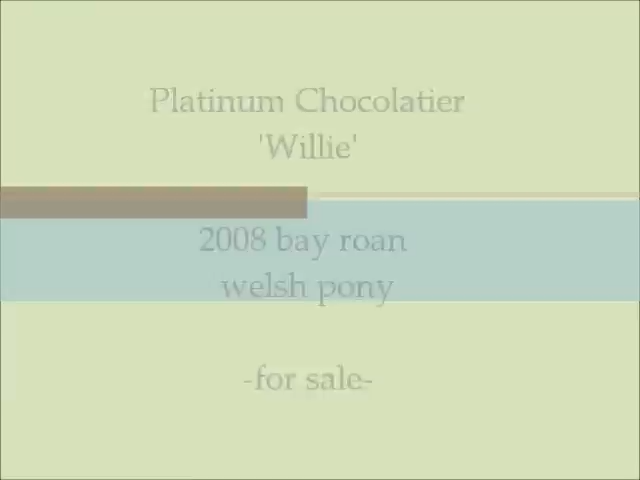 Platinum Chocolatier
'Willie'
2008 bay roan
welsh pony
-for sale-